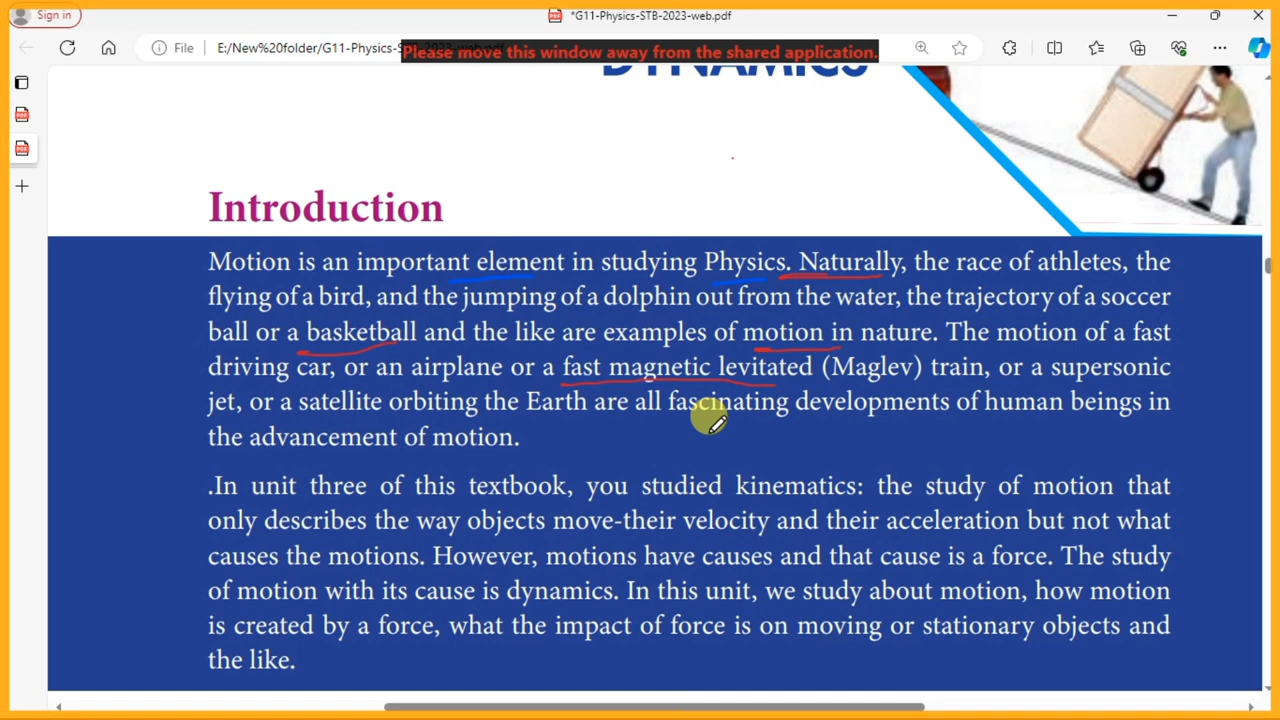 Sign in
*G11-Physics-STB-2023-web.pdf
File
E:/New%20folder/G11-Physics-STB-2023-web.pdf
Please move this window away from the shared application.
DYNAMICS
Introduction
Motion is an important element in studying Physics. Naturally, the race of athletes, the
flying of a bird, and the jumping of a dolphin out from the water, the trajectory of a soccer
ball or a basketball and the like are examples of motion in nature. The motion of a fast
driving car, or an airplane or a fast magnetic levitated (Maglev) train, or a supersonic
jet, or a satellite orbiting the Earth are all fascinating developments of human beings in
the advancement of motion.
.In unit three of this textbook, you studied kinematics: the study of motion that
only describes the way objects move-their velocity and their acceleration but not what
causes the motions. However, motions have causes and that cause is a force. The study
of motion with its cause is dynamics. In this unit, we study about motion, how motion
is created by a force, what the impact of force is on moving or stationary objects and
the like.